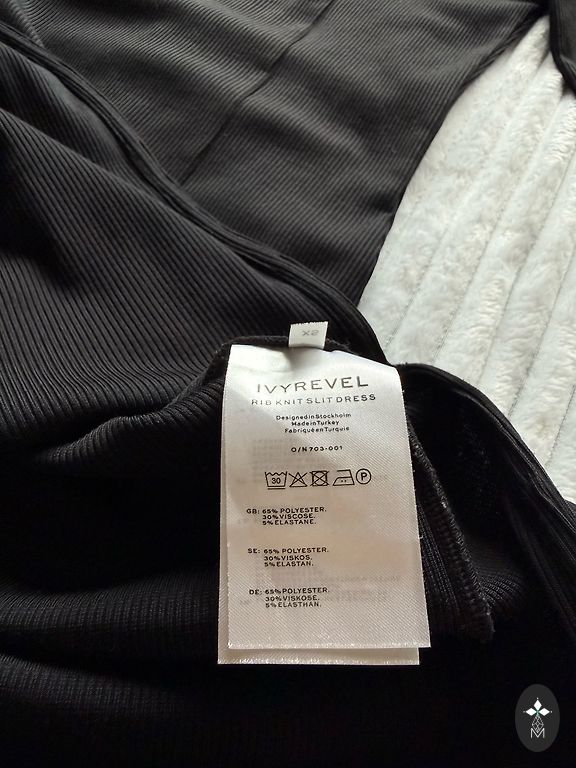 XS
IVYREVEL
RIB KNIT SLIT DRESS
Designed in Stockholm
Made in Turkey
Fabriqué en Turquie
O/N 703-001
30 P
GB: 65% POLYESTER.
30% VISCOSE.
5% ELASTANE.
SE: 65% POLYESTER.
30% VISKOS.
5% ELASTAN.
DE: 65% POLYESTER.
30% VISKOSE.
5% ELASTHAN.
M